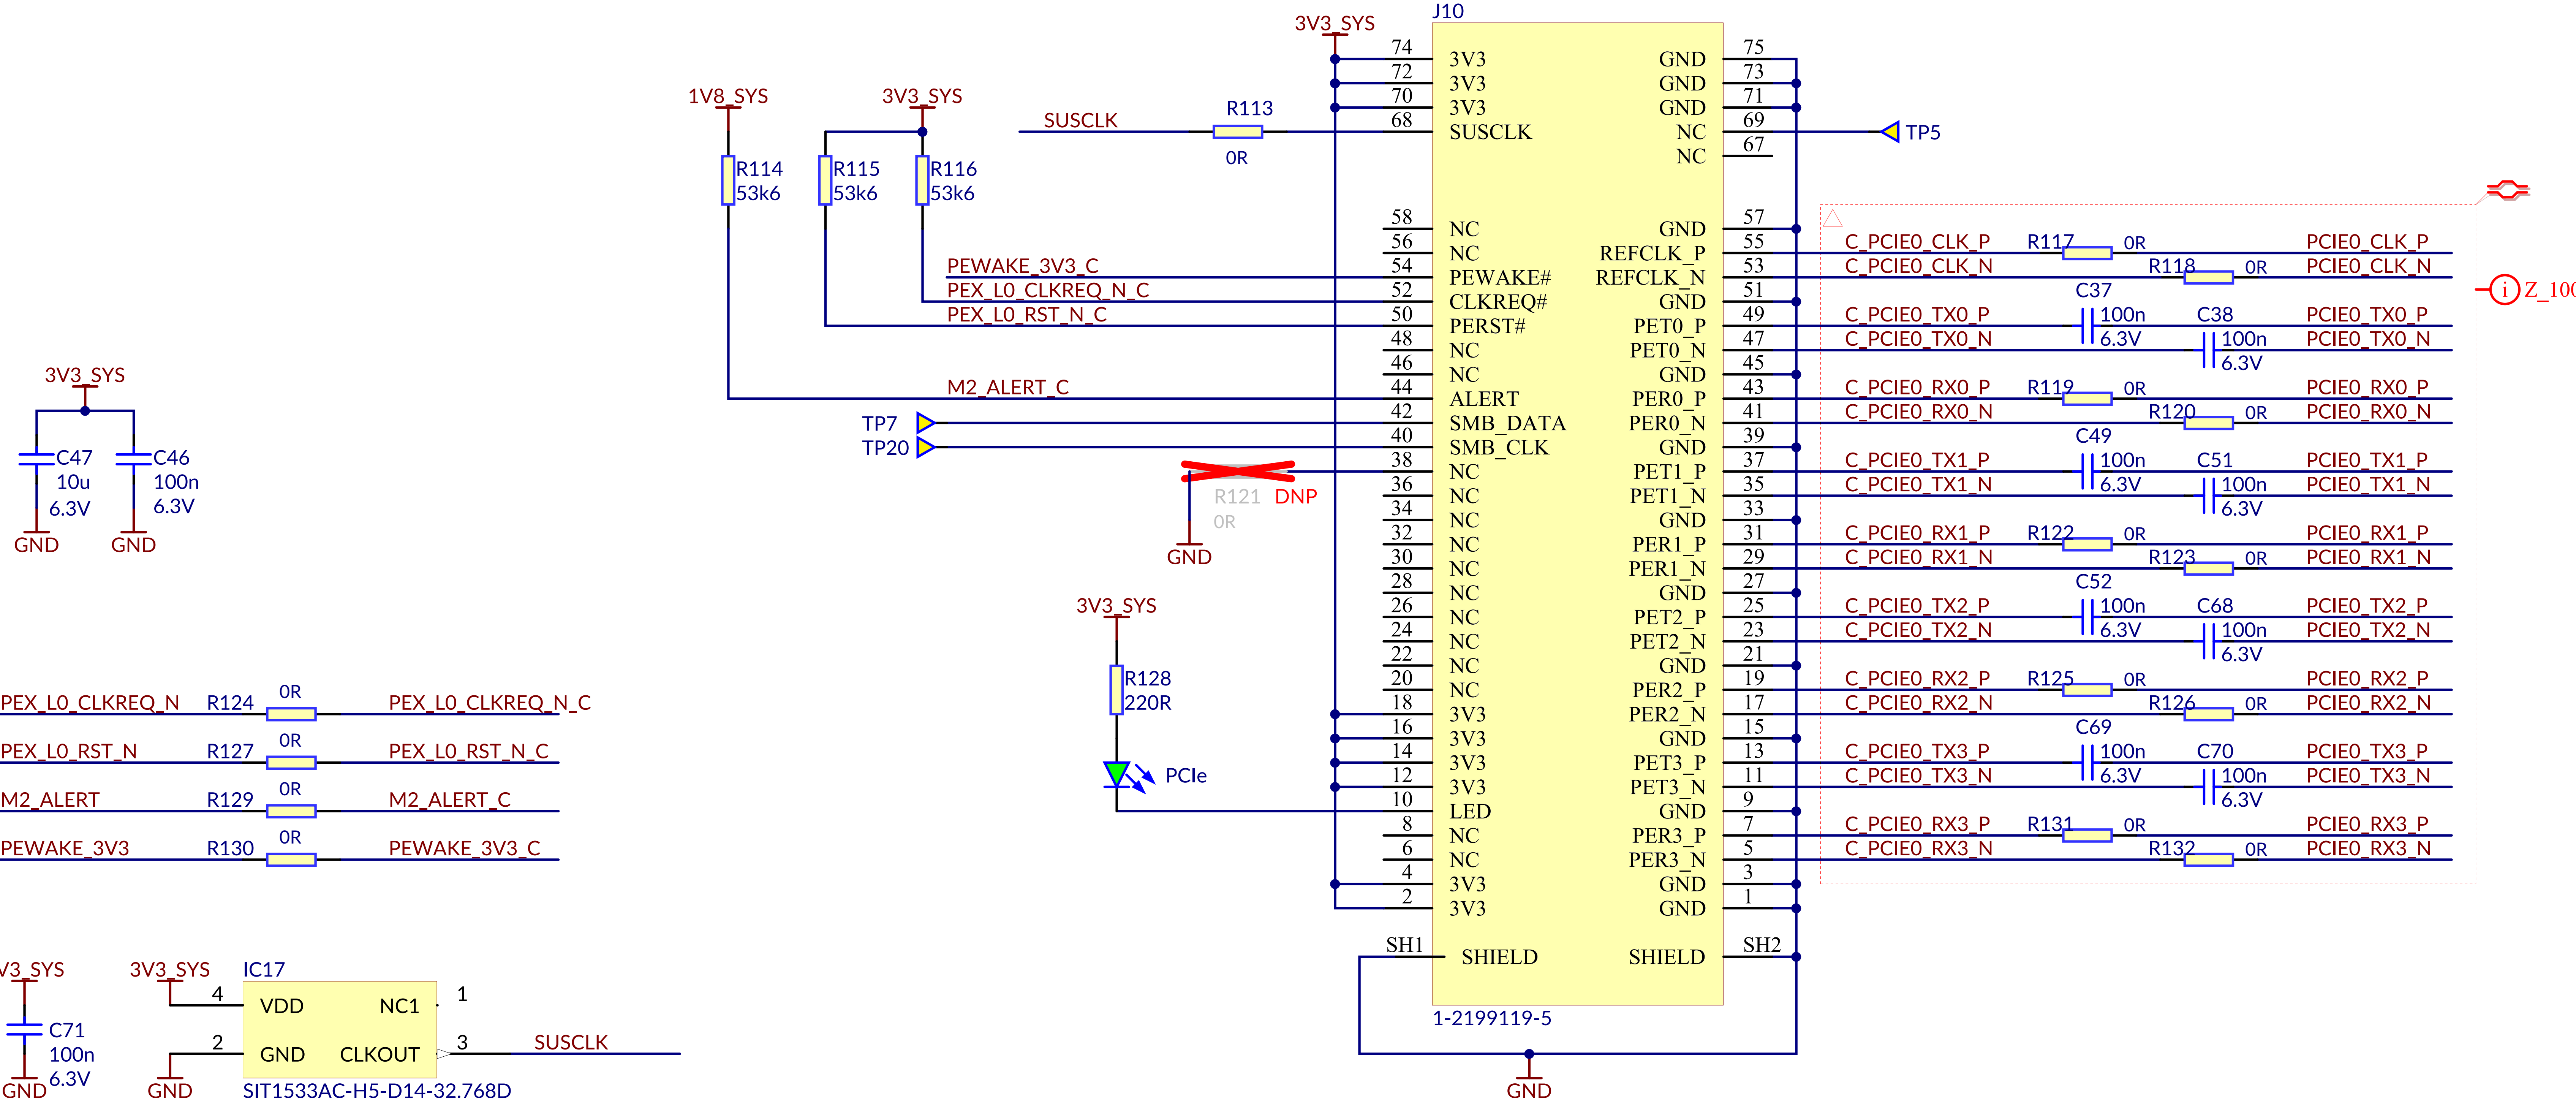 J10
1-2199119-5
3V3_SYS
74 3V3
72 3V3
70 3V3
68 SUSCLK
58 NC
56 NC
54 PEWAKE#
52 CLKREQ#
50 PERST#
48 NC
46 NC
44 ALERT
42 SMB_DATA
40 SMB_CLK
38 NC
36 NC
34 NC
32 NC
30 NC
28 NC
26 NC
24 NC
22 NC
20 NC
18 3V3
16 3V3
14 3V3
12 3V3
10 LED
8 NC
6 NC
4 3V3
2 3V3
SH1 SHIELD
GND 75
GND 73
GND 71
NC 69
NC 67
GND 57
REFCLK_P 55
REFCLK_N 53
GND 51
PET0_P 49
PET0_N 47
GND 45
PER0_P 43
PER0_N 41
GND 39
PET1_P 37
PET1_N 35
GND 33
PER1_P 31
PER1_N 29
GND 27
PET2_P 25
PET2_N 23
GND 21
PER2_P 19
PER2_N 17
GND 15
PET3_P 13
PET3_N 11
GND 9
PER3_P 7
PER3_N 5
GND 3
GND 1
SHIELD SH2
GND
TP5
1V8_SYS
3V3_SYS
R114
53k6
R115
53k6
R116
53k6
SUSCLK
R113
0R
PEWAKE_3V3_C
PEX_L0_CLKREQ_N_C
PEX_L0_RST_N_C
M2_ALERT_C
TP7
TP20
R121 DNP
0R
GND
3V3_SYS
R128
220R
PCIe
C_PCIE0_CLK_P R117 0R PCIE0_CLK_P
C_PCIE0_CLK_N R118 0R PCIE0_CLK_N
C_PCIE0_TX0_P C37 100n 6.3V PCIE0_TX0_P
C_PCIE0_TX0_N C38 100n 6.3V PCIE0_TX0_N
C_PCIE0_RX0_P R119 0R PCIE0_RX0_P
C_PCIE0_RX0_N R120 0R PCIE0_RX0_N
C_PCIE0_TX1_P C49 100n 6.3V PCIE0_TX1_P
C_PCIE0_TX1_N C51 100n 6.3V PCIE0_TX1_N
C_PCIE0_RX1_P R122 0R PCIE0_RX1_P
C_PCIE0_RX1_N R123 0R PCIE0_RX1_N
C_PCIE0_TX2_P C52 100n 6.3V PCIE0_TX2_P
C_PCIE0_TX2_N C68 100n 6.3V PCIE0_TX2_N
C_PCIE0_RX2_P R125 0R PCIE0_RX2_P
C_PCIE0_RX2_N R126 0R PCIE0_RX2_N
C_PCIE0_TX3_P C69 100n 6.3V PCIE0_TX3_P
C_PCIE0_TX3_N C70 100n 6.3V PCIE0_TX3_N
C_PCIE0_RX3_P R131 0R PCIE0_RX3_P
C_PCIE0_RX3_N R132 0R PCIE0_RX3_N
i Z_100
3V3_SYS
C47
10u
6.3V
GND
C46
100n
6.3V
GND
PEX_L0_CLKREQ_N R124 0R PEX_L0_CLKREQ_N_C
PEX_L0_RST_N R127 0R PEX_L0_RST_N_C
M2_ALERT R129 0R M2_ALERT_C
PEWAKE_3V3 R130 0R PEWAKE_3V3_C
V3_SYS
C71
100n
6.3V
GND
3V3_SYS
IC17
4 VDD NC1 1
2 GND CLKOUT 3 SUSCLK
GND
SIT1533AC-H5-D14-32.768D